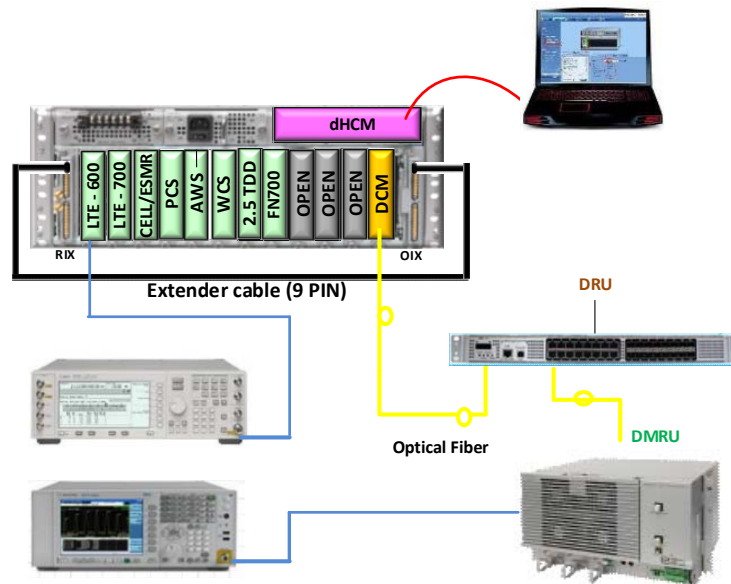 dHCM
LTE - 600
LTE - 700
CELL/ESMR
PCS
AWS
WCS
2.5 TDD
FN700
OPEN
OPEN
OPEN
DCM
RIX
OIX
Extender cable (9 PIN)
DRU
Optical Fiber
DMRU